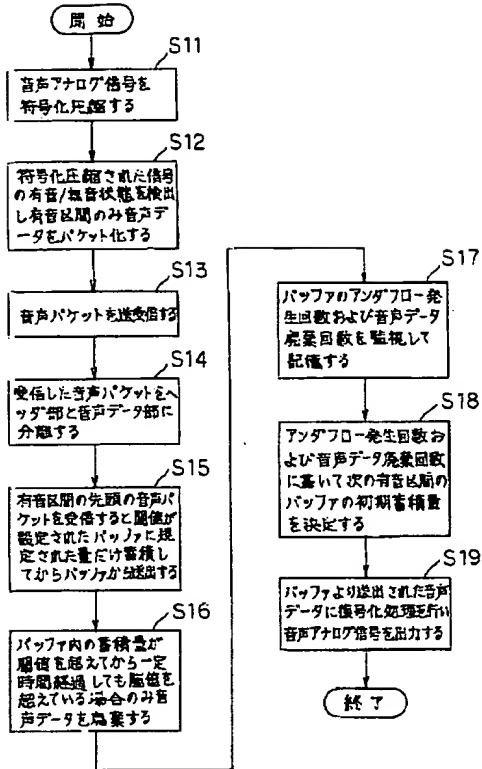 開始
S11
音声アナログ信号を
符号化圧縮する
S12
符号化圧縮された信号
の有音/無音状態を検出
し有音区間のみ音声デ
ータをパケット化する
S13
音声パケットを送受信する
S14
受信した音声パケットをヘ
ッダ部と音声データ部に
分離する
S15
有音区間の先頭の音声パ
ケットを受信すると閾値が
設定されたバッファに規
定された量だけ蓄積し
てからバッファから送出する
S16
バッファ内の蓄積量が
閾値を超えてから一定
時間経過しても閾値を
超えている場合のみ音
声データを廃棄する
S17
バッファのアンダフロー発
生回数および音声データ
廃棄回数を監視して
記憶する
S18
アンダフロー発生回数お
よび音声データ廃棄回数
に基いて次の有音区間の
バッファの初期蓄積量
を決定する
S19
バッファより送出された音声
データに復号化処理を行い
音声アナログ信号を出力する
終了